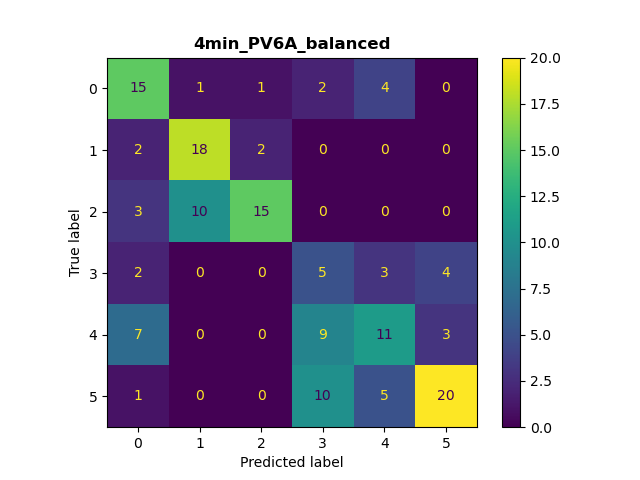 4min_PV6A_balanced
True label
0 15 1 1 2 4 0
1 2 18 2 0 0 0
2 3 10 15 0 0 0
3 2 0 0 5 3 4
4 7 0 0 9 11 3
5 1 0 0 10 5 20
0 1 2 3 4 5
Predicted label
20.0
17.5
15.0
12.5
10.0
7.5
5.0
2.5
0.0